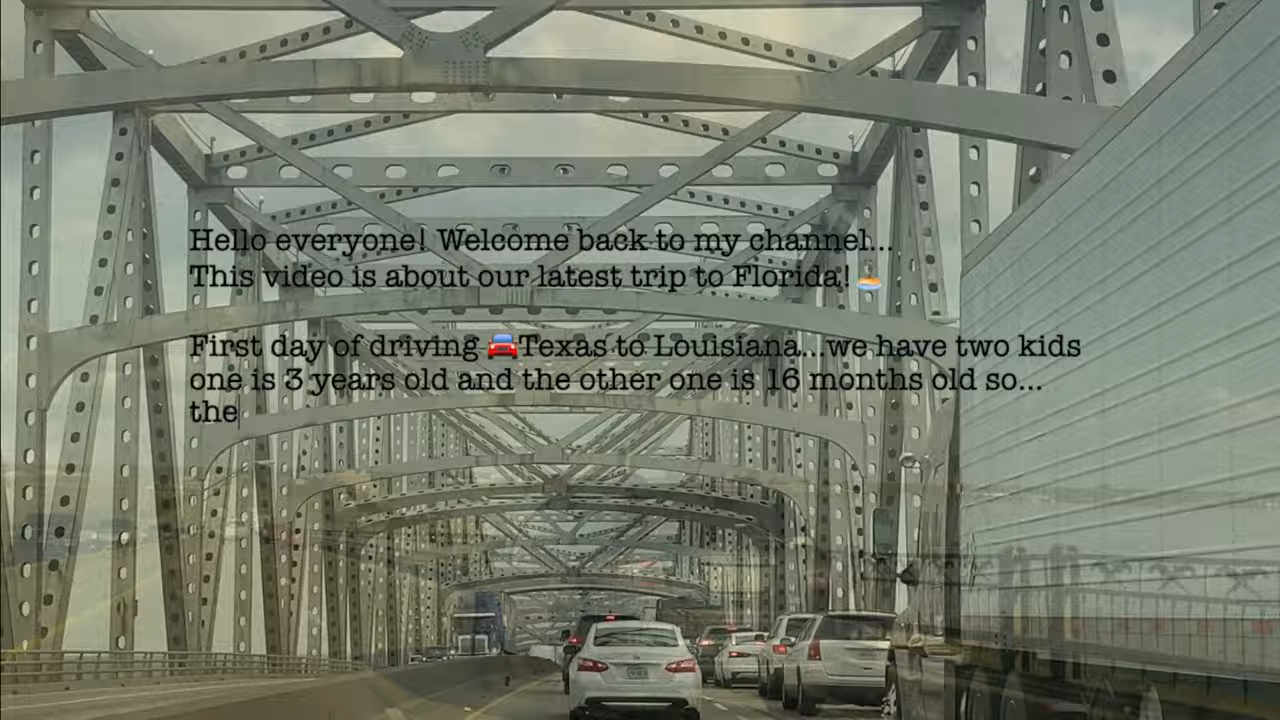 Hello everyone! Welcome back to my channel...
This video is about our latest trip to Florida!
First day of driving 🚘Texas to Louisiana...we have two kids
one is 3 years old and the other one is 16 months old so...
the